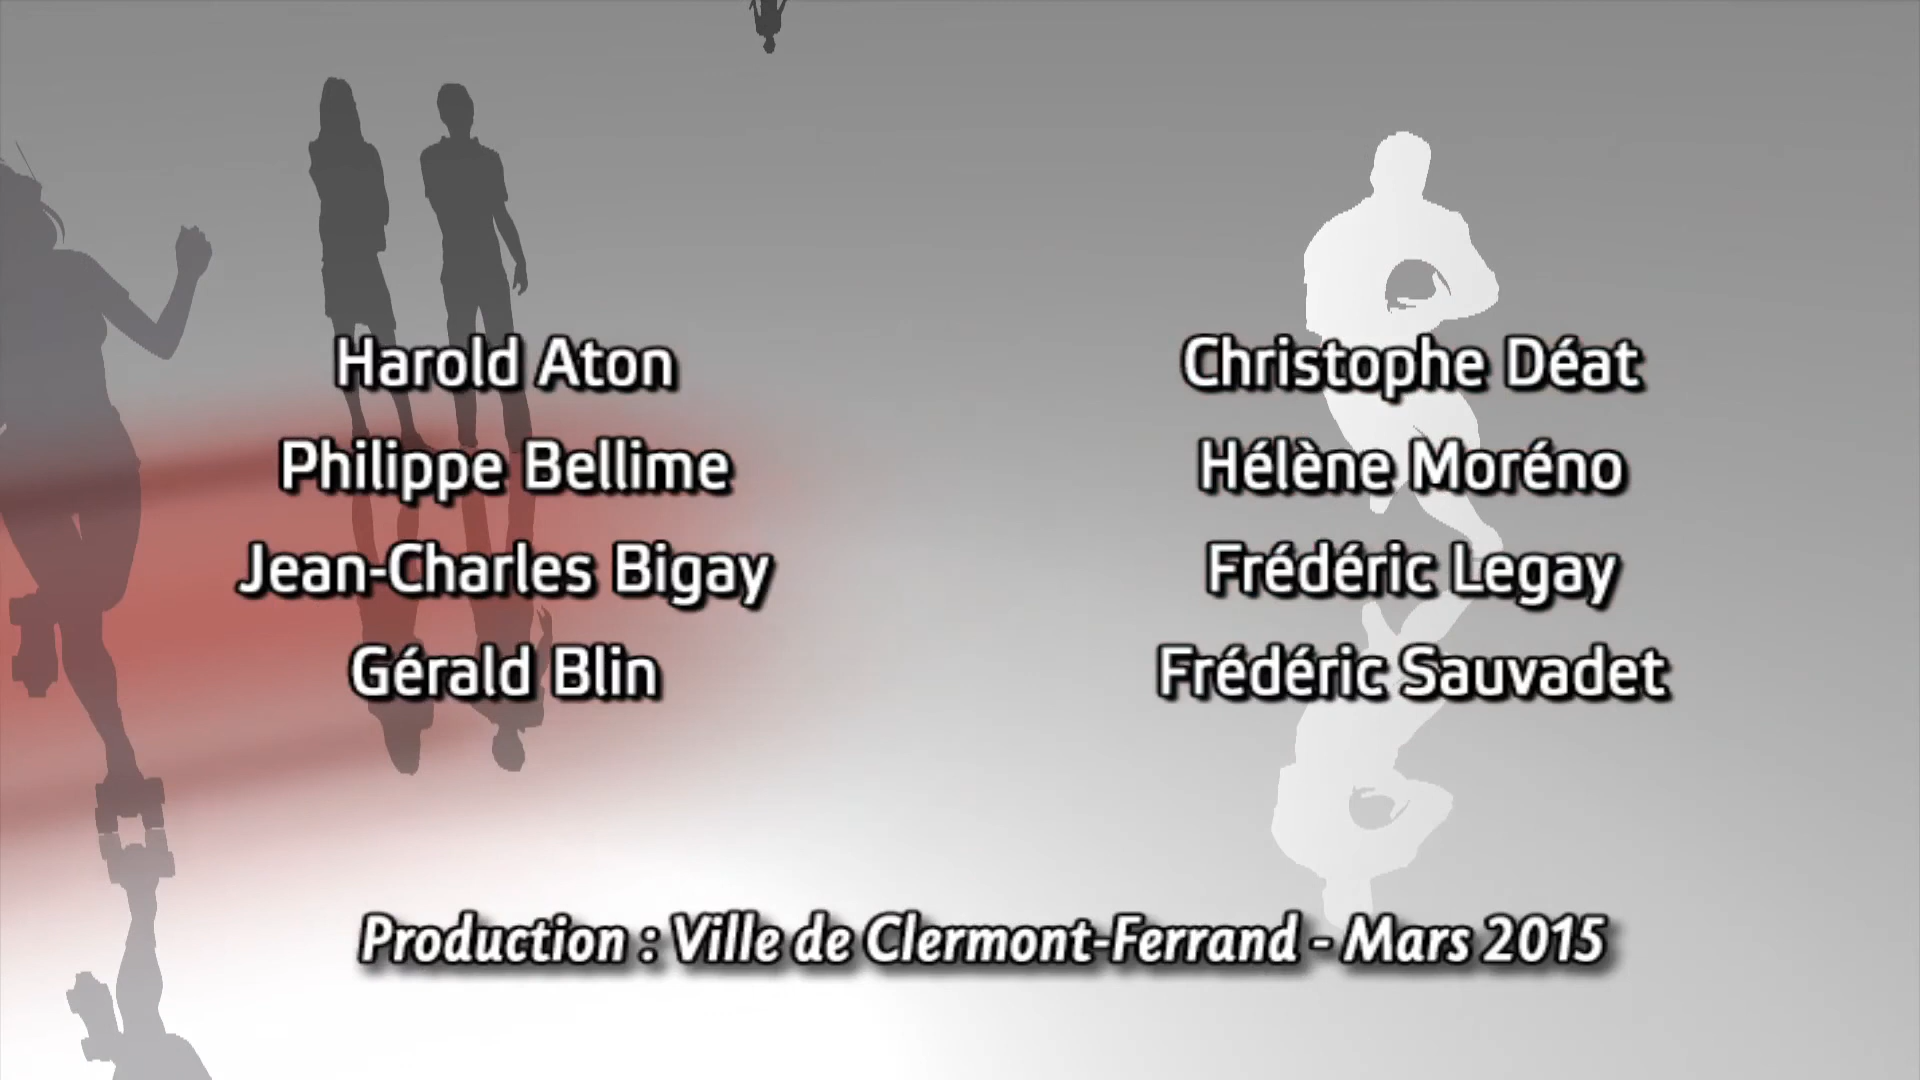 Harold Aton
Philippe Bellime
Jean-Charles Bigay
Gérald Blin
Christophe Déat
Hélène Moréno
Frédéric Legay
Frédéric Sauvadet
Production : Ville de Clermont-Ferrand - Mars 2015